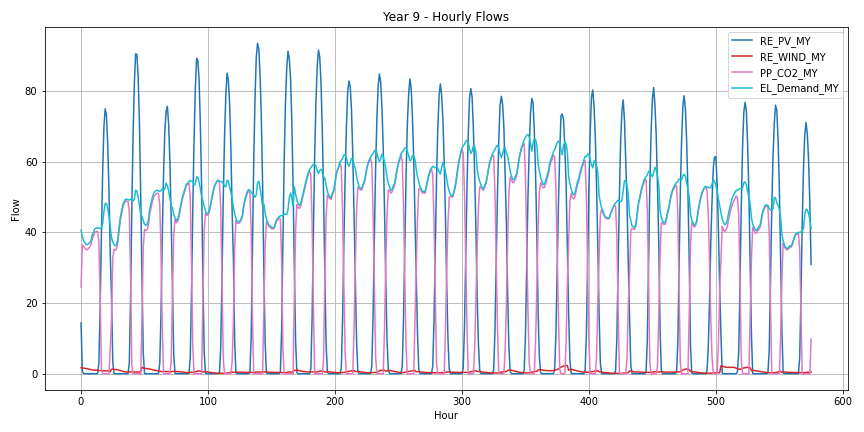 Year 9 - Hourly Flows
RE_PV_MY
RE_WIND_MY
PP_CO2_MY
EL_Demand_MY
Flow
80
60
40
20
0
0 100 200 300 400 500 600
Hour